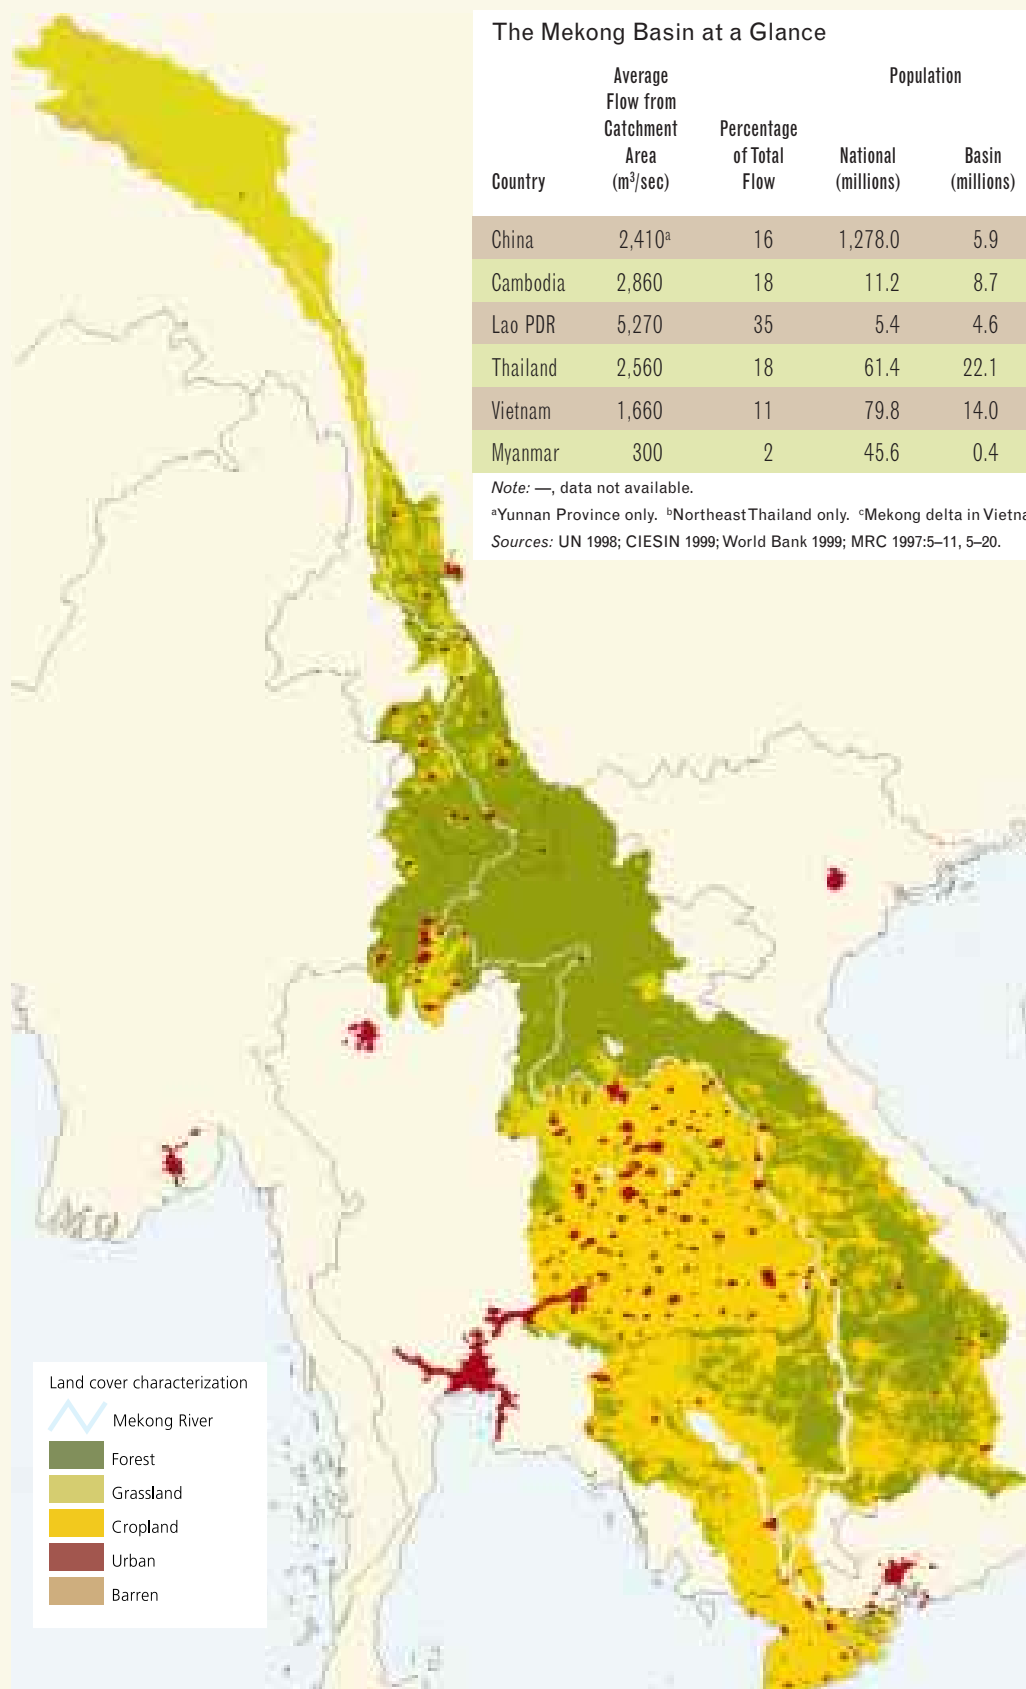 The Mekong Basin at a Glance
Average Flow from Catchment Area (m³/sec)
Percentage of Total Flow
Population
Country
National (millions)
Basin (millions)
China 2,410ᵃ 16 1,278.0 5.9
Cambodia 2,860 18 11.2 8.7
Lao PDR 5,270 35 5.4 4.6
Thailand 2,560 18 61.4 22.1
Vietnam 1,660 11 79.8 14.0
Myanmar 300 2 45.6 0.4
Note: —, data not available.
ᵃYunnan Province only. ᵇNortheast Thailand only. ᶜMekong delta in Vietna
Sources: UN 1998; CIESIN 1999; World Bank 1999; MRC 1997:5–11, 5–20.
Land cover characterization
Mekong River
Forest
Grassland
Cropland
Urban
Barren